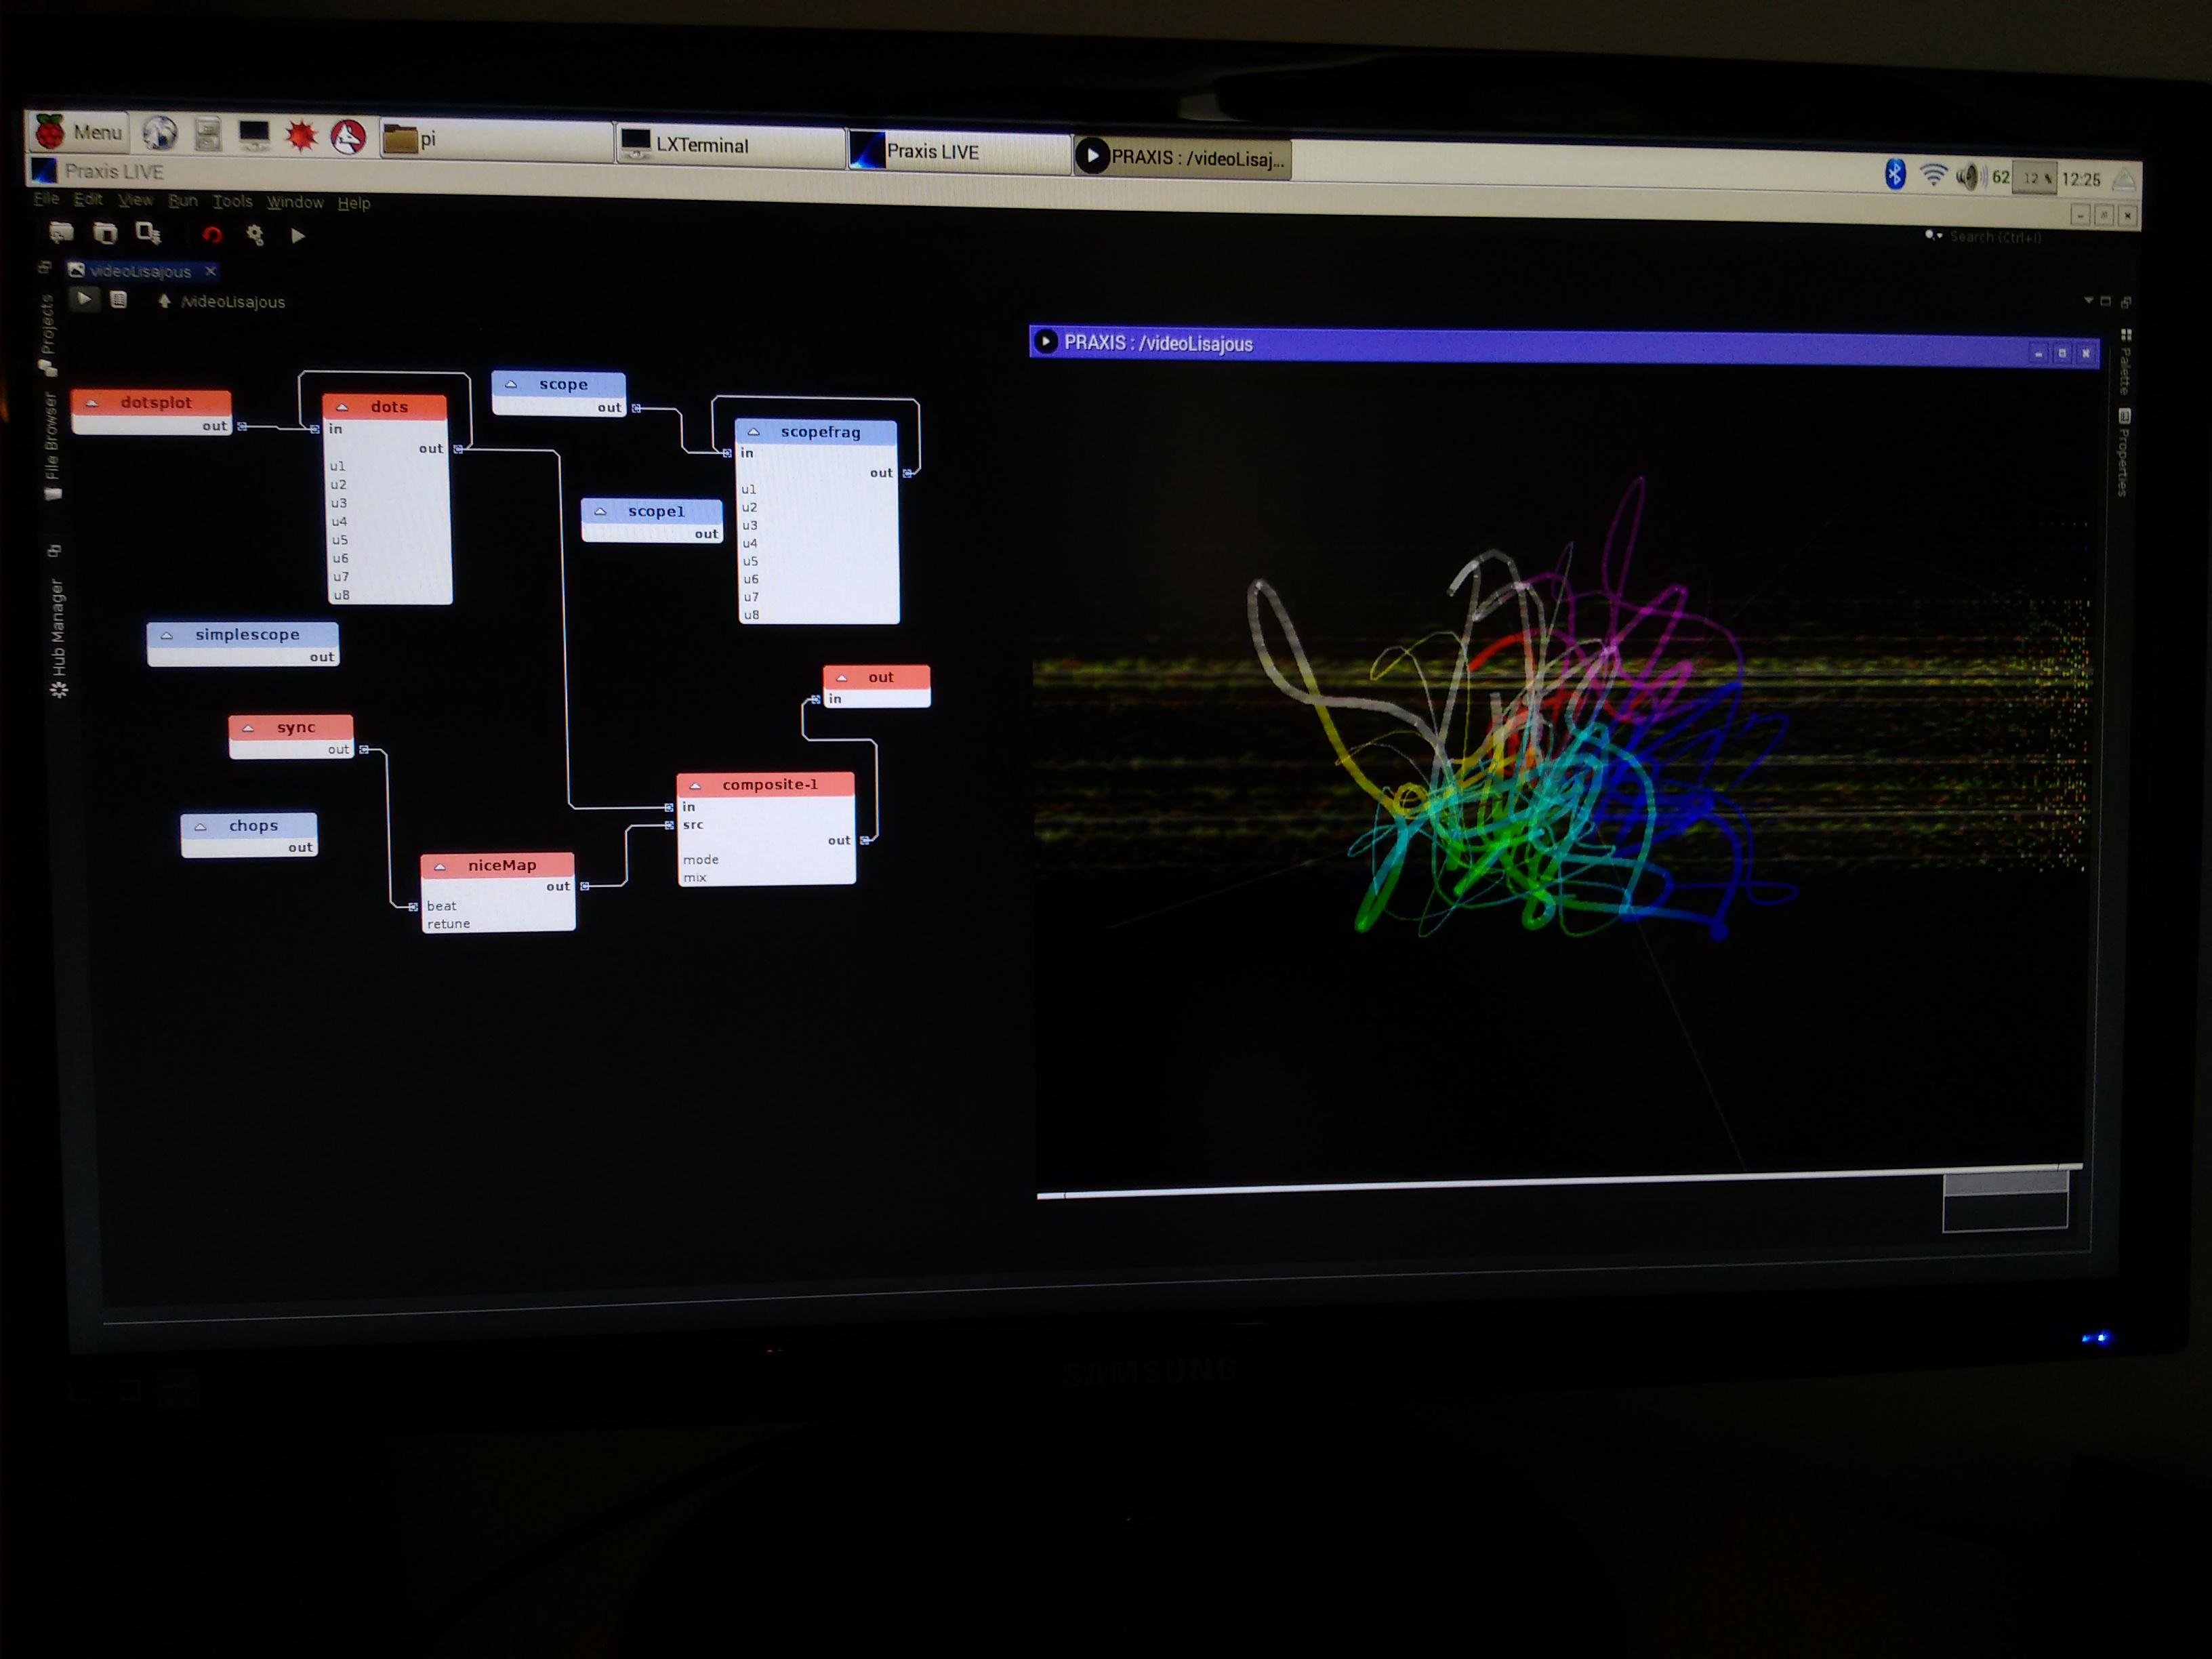 Menu
pi
LXTerminal
Praxis LIVE
PRAXIS : /videoLisaj...
62
12 %
12:25
Praxis LIVE
File Edit View Run Tools Window Help
Search (Ctrl+I)
videoLisajous
/videoLisajous
Projects
File Browser
Hub Manager
Palette
Properties
PRAXIS : /videoLisajous
dotsplot
out
dots
in
out
u1
u2
u3
u4
u5
u6
u7
u8
scope
out
scopefrag
in
out
u1
u2
u3
u4
u5
u6
u7
u8
scope1
out
simplescope
out
sync
out
chops
out
niceMap
out
beat
retune
composite-1
in
src
out
mode
mix
out
in
SAMSUNG